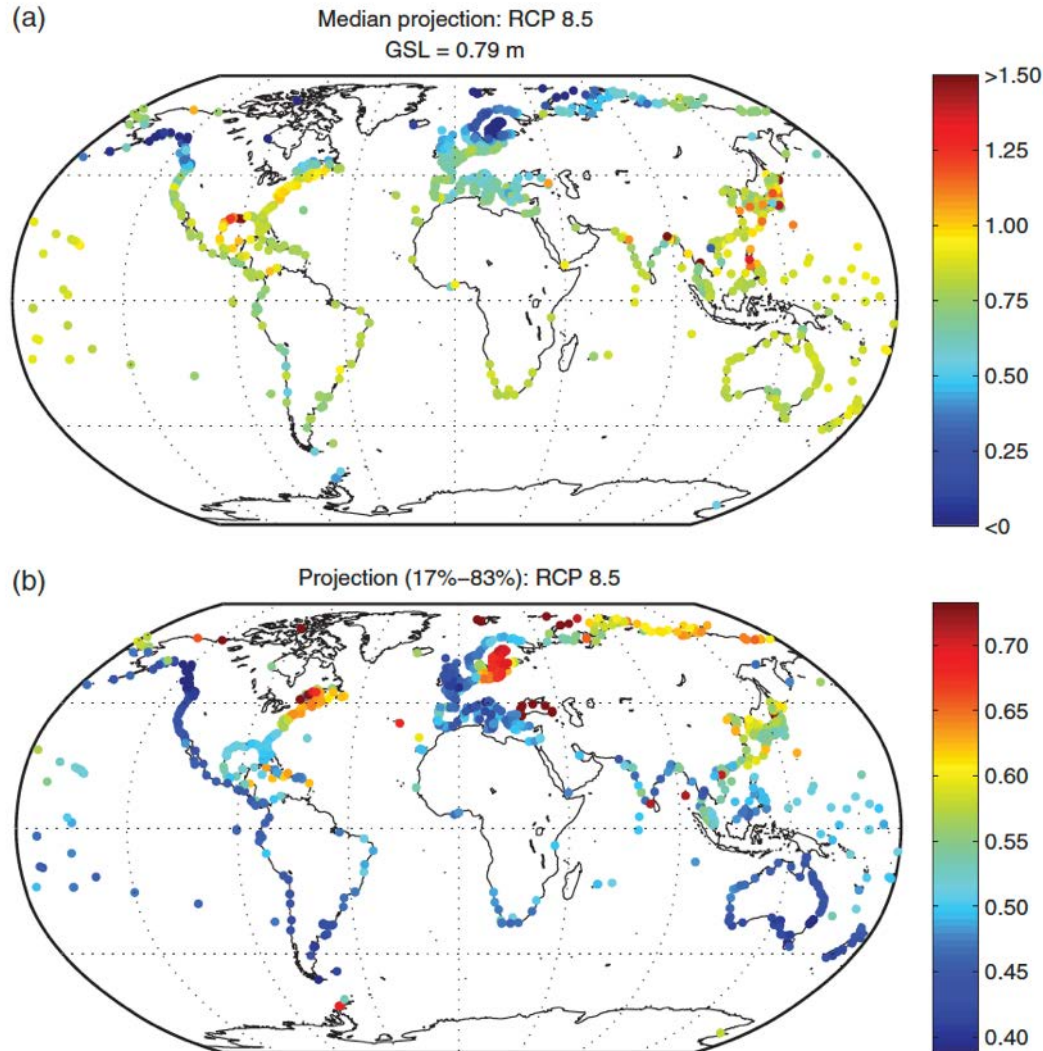 (a)
Median projection: RCP 8.5
GSL = 0.79 m
>1.50
1.25
1.00
0.75
0.50
0.25
<0
(b)
Projection (17%–83%): RCP 8.5
0.70
0.65
0.60
0.55
0.50
0.45
0.40